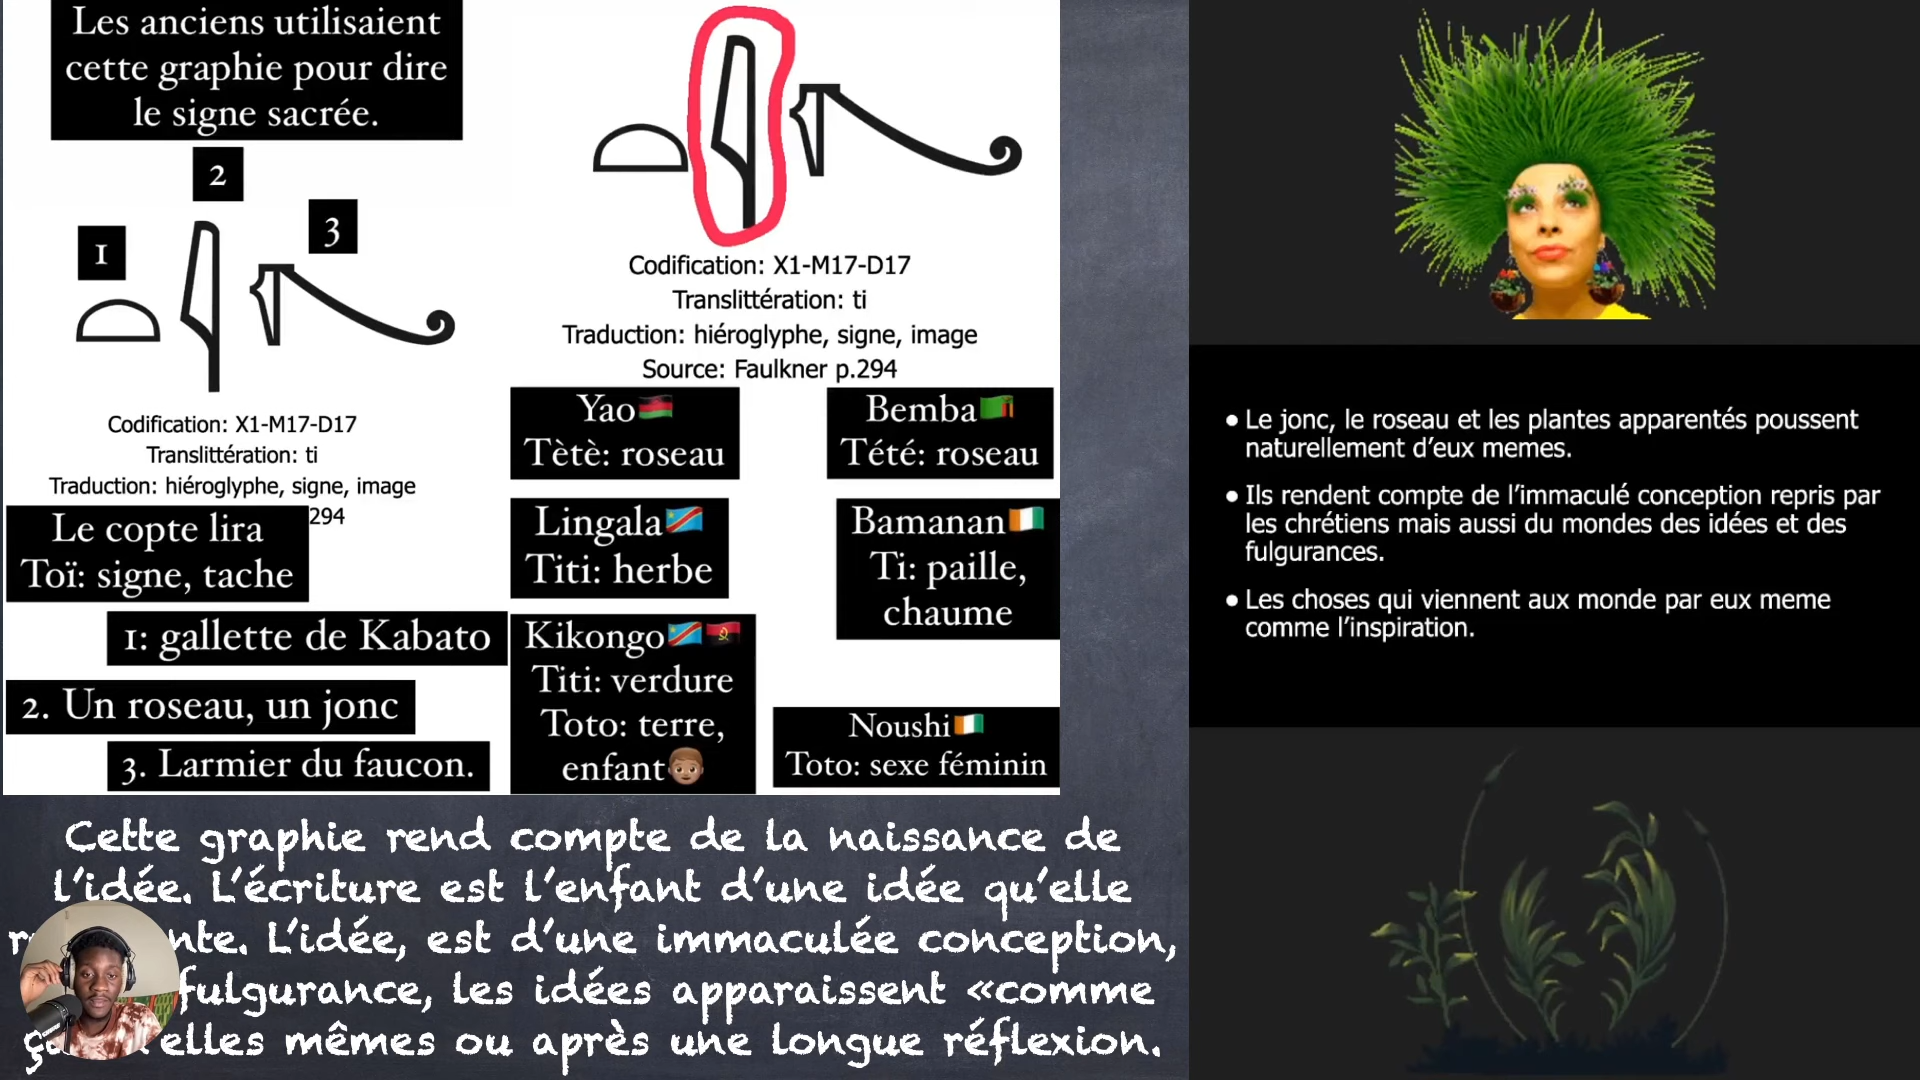 Les anciens utilisaient
cette graphie pour dire
le signe sacrée.
2
3
1
Codification: X1-M17-D17
Translittération: ti
Traduction: hiéroglyphe, signe, image
294
Le copte lira
Toï: signe, tache
1: gallette de Kabato
2. Un roseau, un jonc
3. Larmier du faucon.
Codification: X1-M17-D17
Translittération: ti
Traduction: hiéroglyphe, signe, image
Source: Faulkner p.294
Yao
Tètè: roseau
Bemba
Tété: roseau
Lingala
Titi: herbe
Bamanan
Ti: paille,
chaume
Kikongo
Titi: verdure
Toto: terre,
enfant
Noushi
Toto: sexe féminin
Cette graphie rend compte de la naissance de
l'idée. L'écriture est l'enfant d'une idée qu'elle
nte. L'idée, est d'une immaculée conception,
fulgurance, les idées apparaissent «comme
elles mêmes ou après une longue réflexion.
• Le jonc, le roseau et les plantes apparentés poussent
naturellement d'eux memes.
• Ils rendent compte de l'immaculé conception repris par
les chrétiens mais aussi du mondes des idées et des
fulgurances.
• Les choses qui viennent aux monde par eux meme
comme l'inspiration.